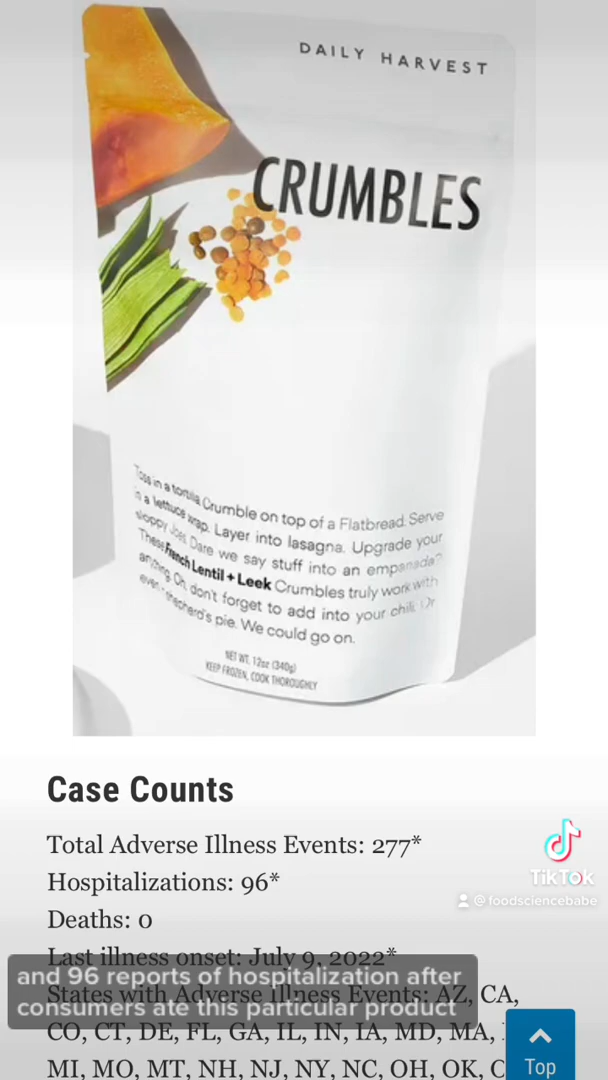 DAILY HARVEST
CRUMBLES
Toss in a tortilla Crumble on top of a Flatbread. Serve
in a lettuce wrap. Layer into lasagna. Upgrade your
sloppy Joes. Dare we say stuff into an empanada?
These French Lentil + Leek Crumbles truly work with
anything. Oh, don't forget to add into your chili. Or
even shepherd's pie. We could go on.
NET WT. 12oz (340g)
KEEP FROZEN, COOK THOROUGHLY
Case Counts
Total Adverse Illness Events: 277*
Hospitalizations: 96*
Deaths: 0
Last illness onset: July 9, 2022*
States with Adverse Illness Events: AZ, CA,
CO, CT, DE, FL, GA, IL, IN, IA, MD, MA,
MI, MO, MT, NH, NJ, NY, NC, OH, OK,
TikTok
@foodsciencebabe
and 96 reports of hospitalization after
consumers ate this particular product
Top